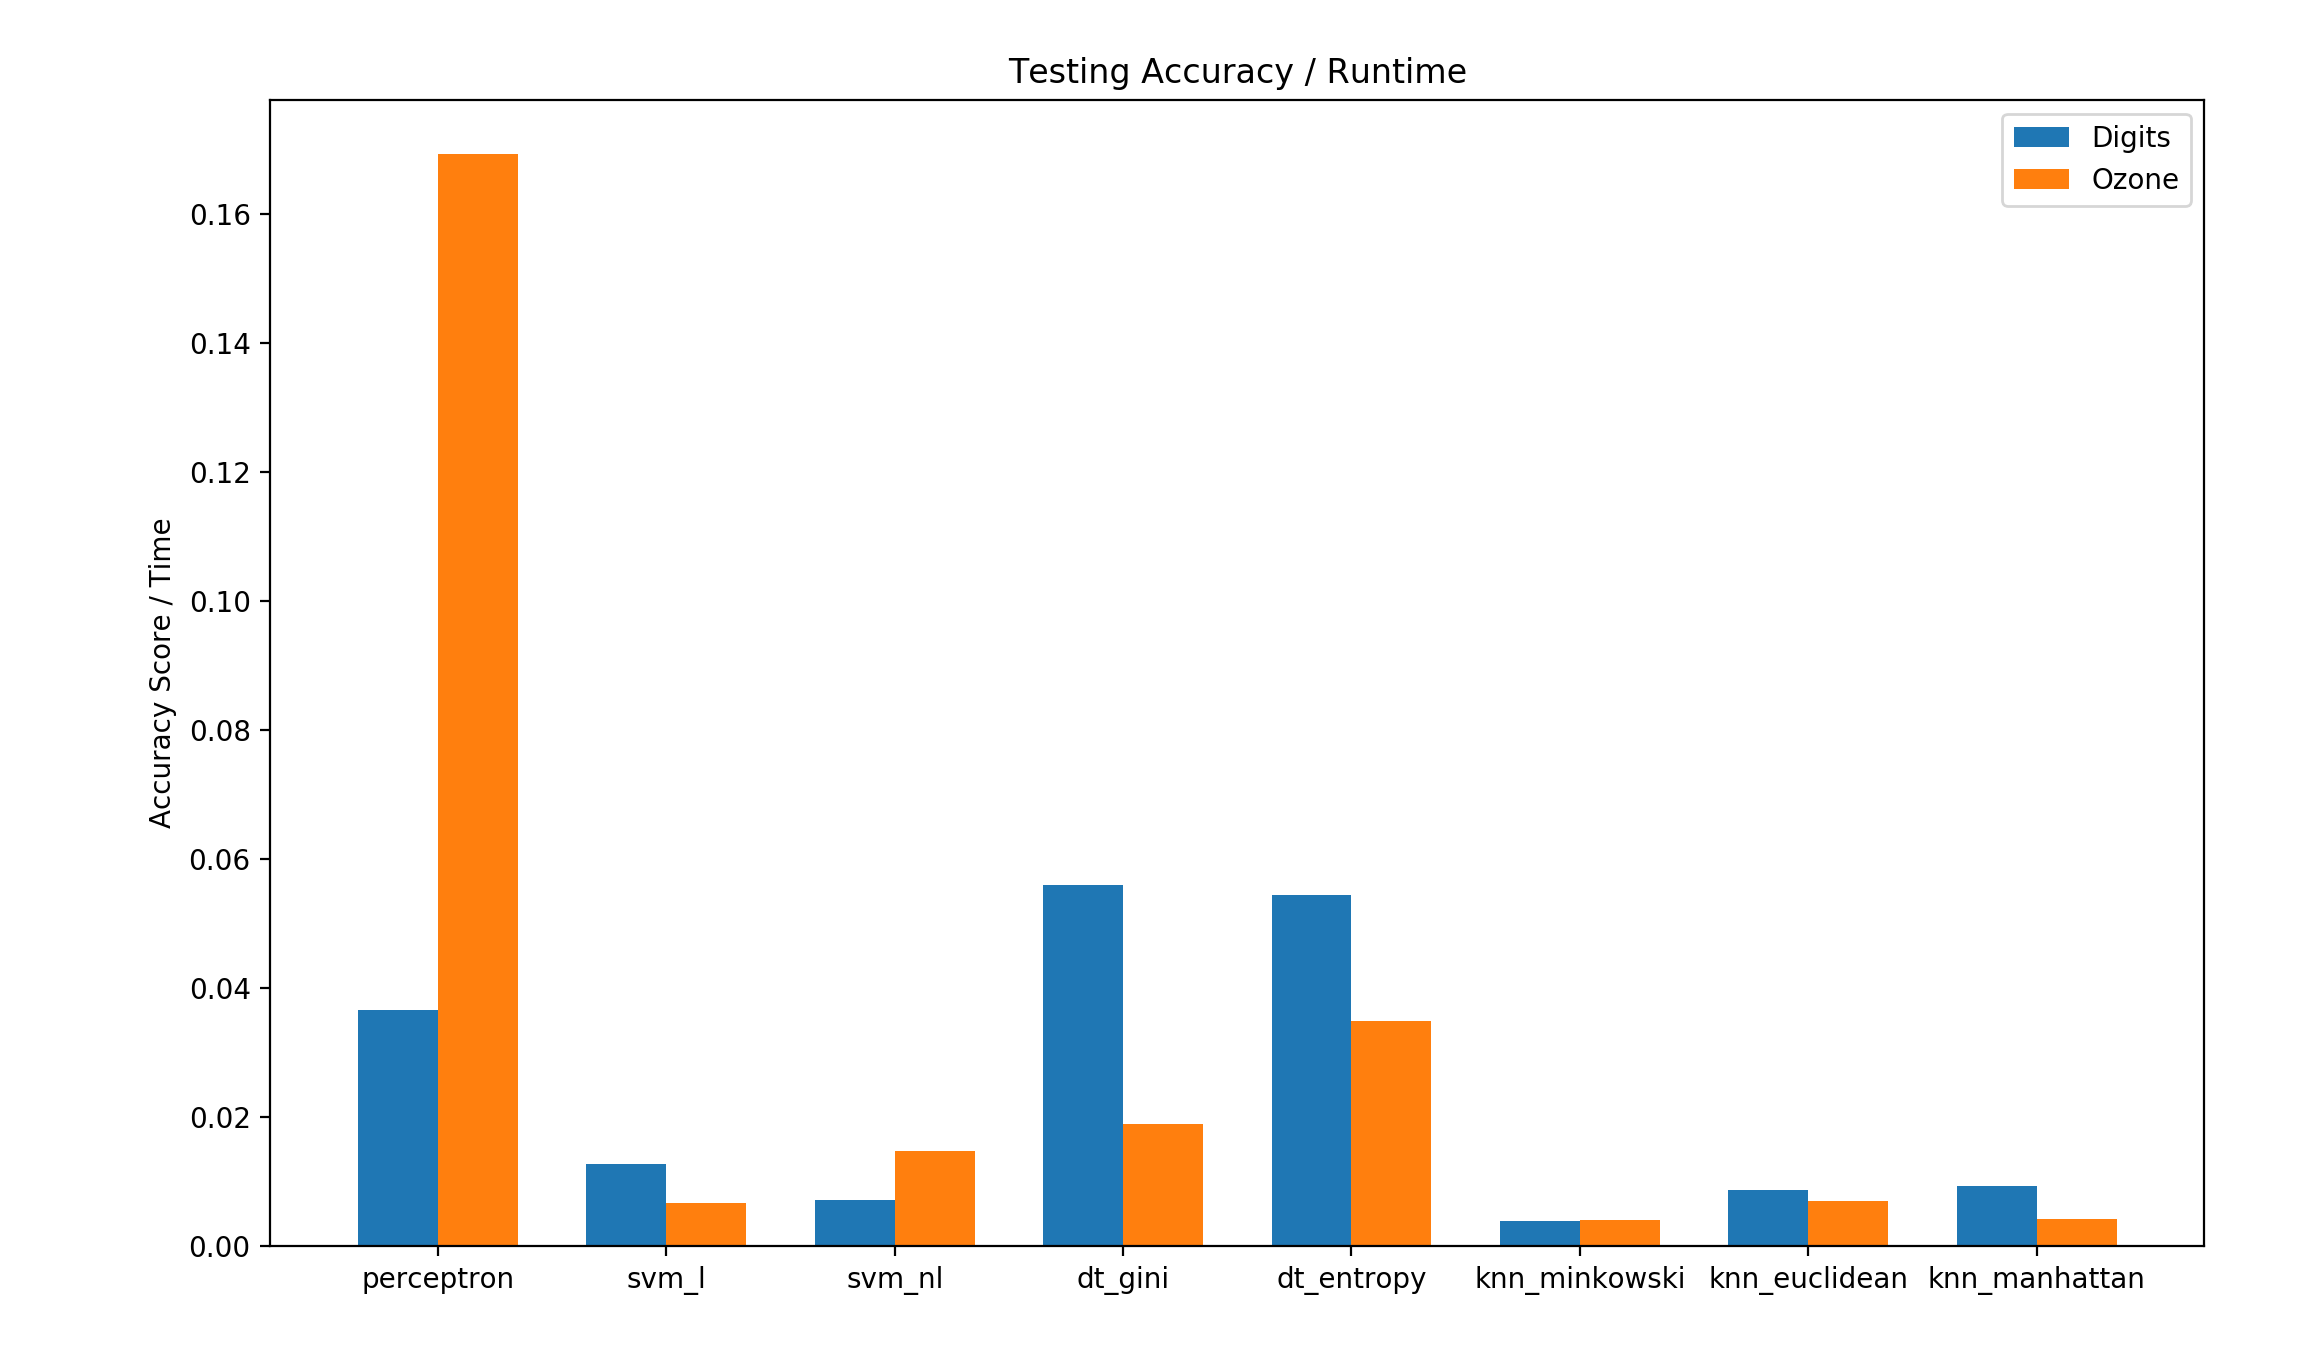 Testing Accuracy / Runtime
Digits
Ozone
Accuracy Score / Time
0.16
0.14
0.12
0.10
0.08
0.06
0.04
0.02
0.00
perceptron svm_l svm_nl dt_gini dt_entropy knn_minkowski knn_euclidean knn_manhattan